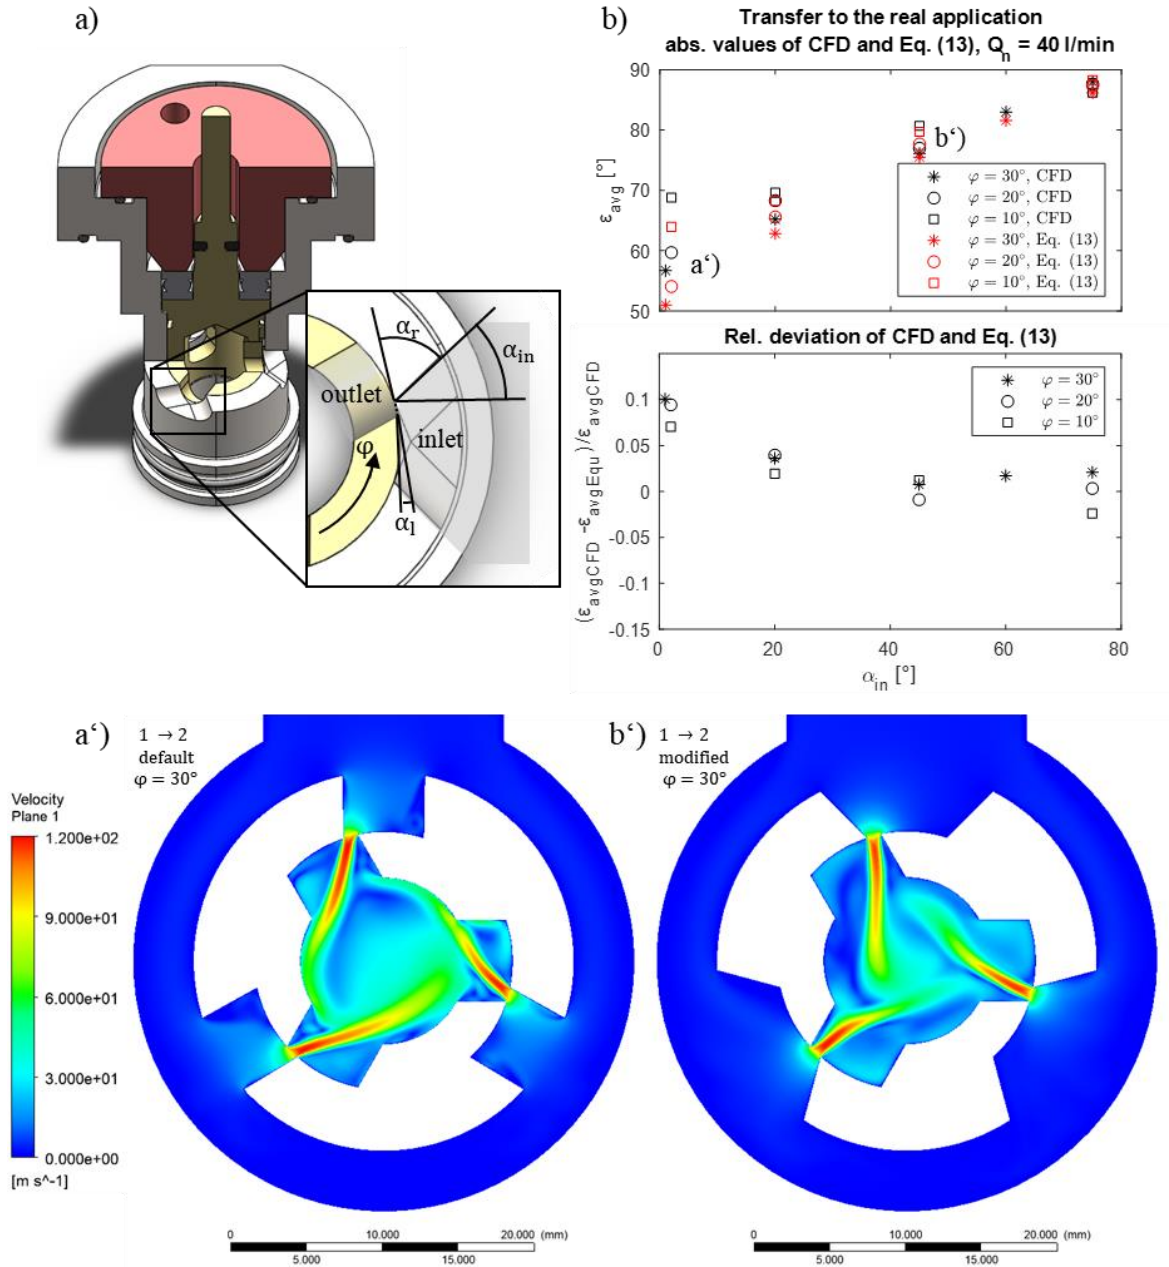 a)
αr
αin
outlet
inlet
φ
αl
b)
Transfer to the real application
abs. values of CFD and Eq. (13), Qn = 40 l/min
90
80
70
60
50
εavg [°]
b‘)
a‘)
φ = 30°, CFD
φ = 20°, CFD
φ = 10°, CFD
φ = 30°, Eq. (13)
φ = 20°, Eq. (13)
φ = 10°, Eq. (13)
Rel. deviation of CFD and Eq. (13)
0.1
0.05
0
-0.05
-0.1
-0.15
(εavgCFD -εavgEqu)/εavgCFD
φ = 30°
φ = 20°
φ = 10°
0 20 40 60 80
αin [°]
a‘)
1 → 2
default
φ = 30°
Velocity
Plane 1
1.200e+02
9.000e+01
6.000e+01
3.000e+01
0.000e+00
[m s^-1]
0 10.000 20.000 (mm)
5.000 15.000
b‘)
1 → 2
modified
φ = 30°
0 10.000 20.000 (mm)
5.000 15.000